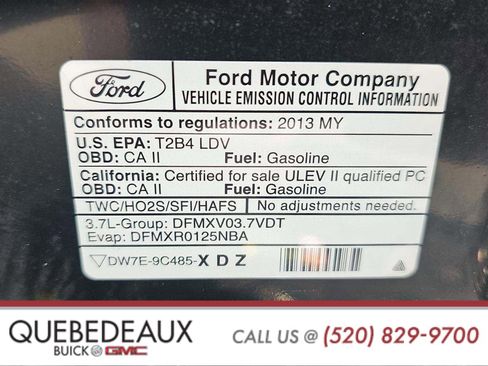 Ford
Ford Motor Company
VEHICLE EMISSION CONTROL INFORMATION
Conforms to regulations: 2013 MY
U.S. EPA: T2B4 LDV
OBD: CA II Fuel: Gasoline
California: Certified for sale ULEV II qualified PC
OBD: CA II Fuel: Gasoline
TWC/HO2S/SFI/HAFS No adjustments needed.
3.7L-Group: DFMXV03.7VDT
Evap: DFMXR0125NBA
DW7E-9C485-XDZ
QUEBEDEAUX
BUICK GMC
CALL US @ (520) 829-9700